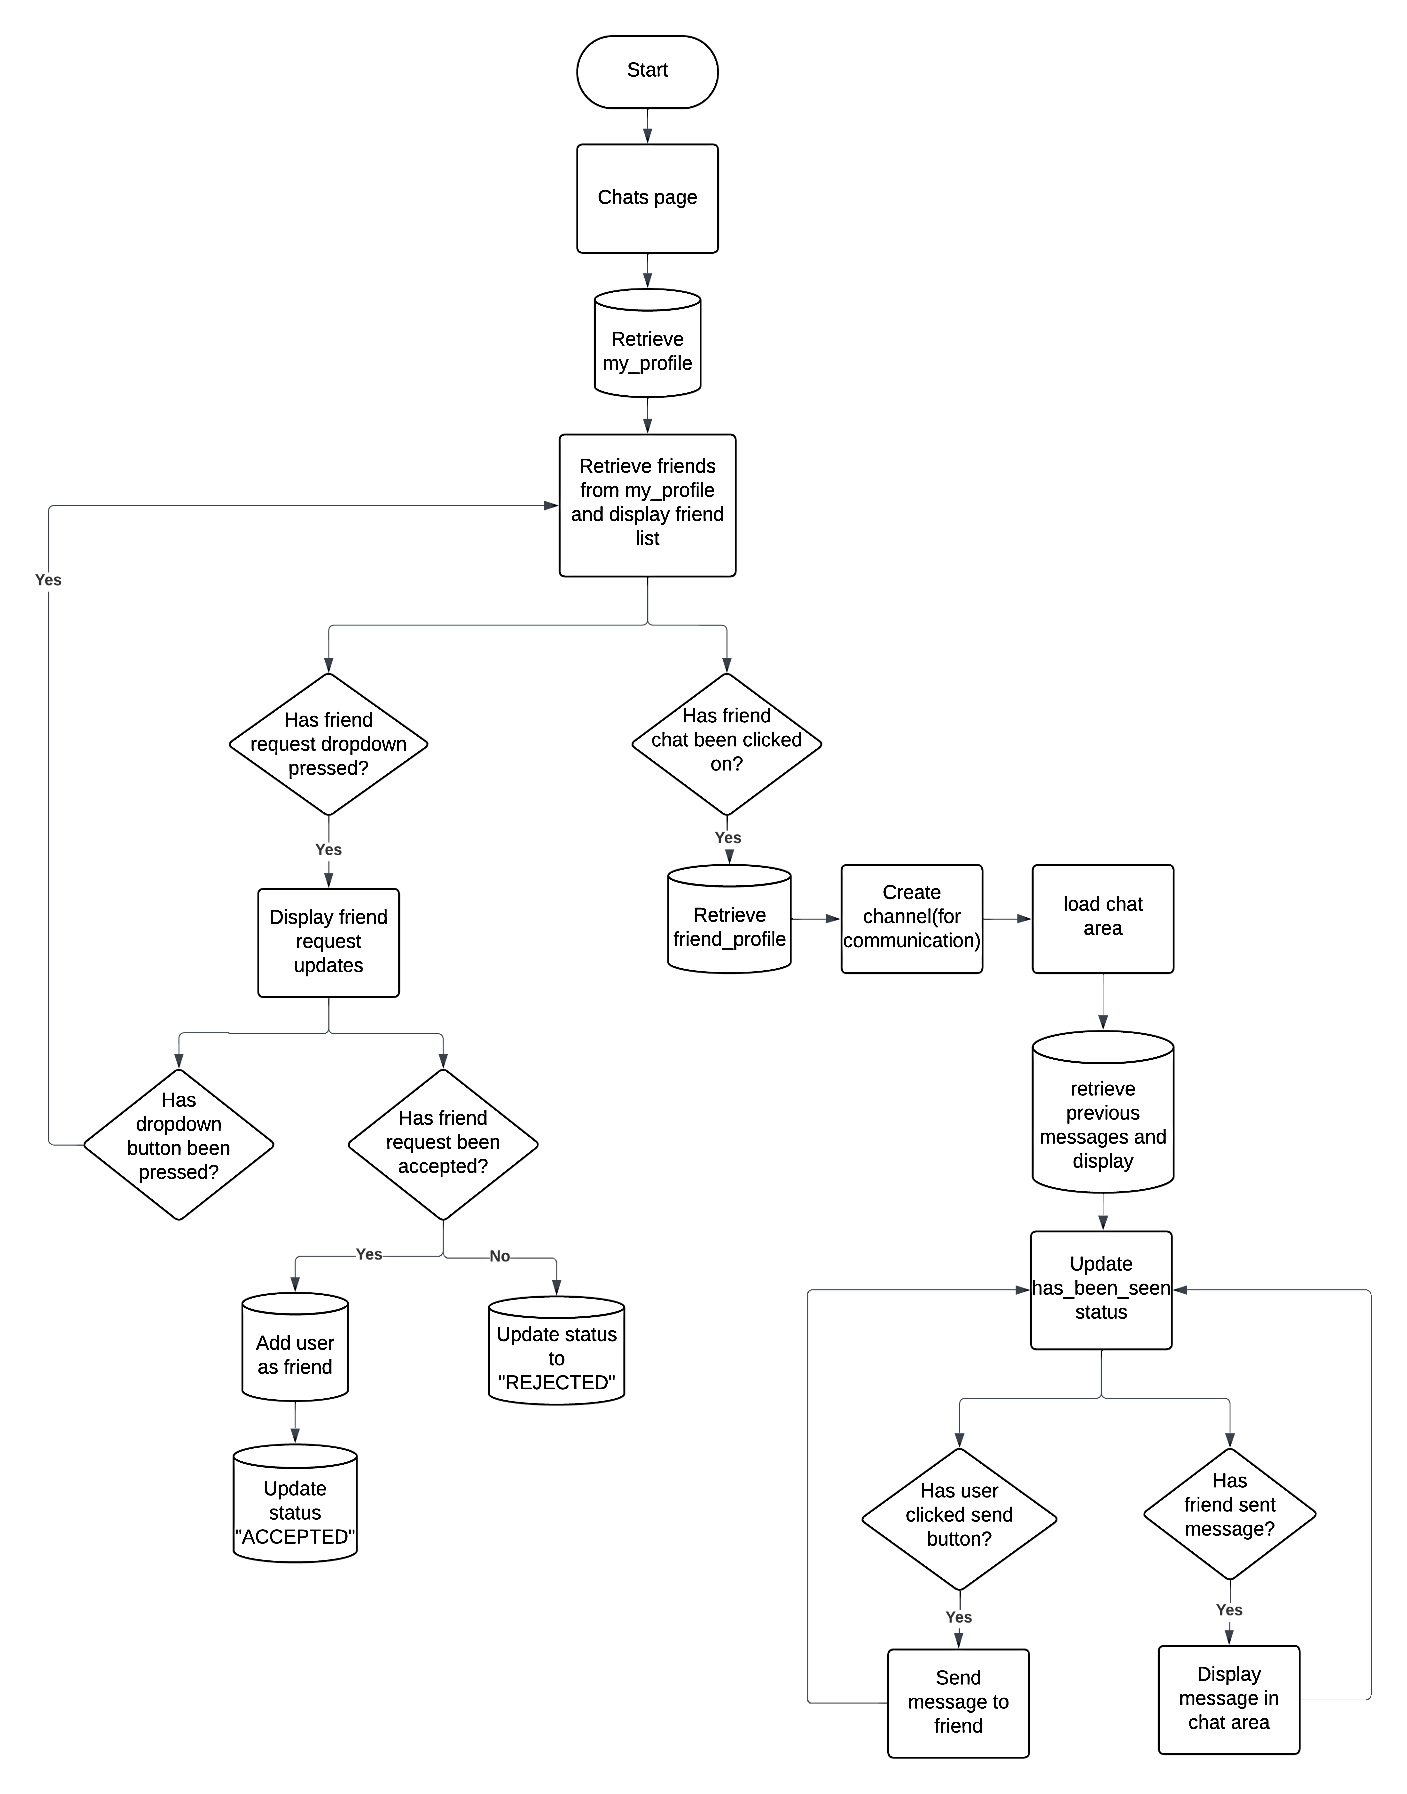 Start
Chats page
Retrieve
my_profile
Retrieve friends
from my_profile
and display friend
list
Yes
Has friend
request dropdown
pressed?
Has friend
chat been clicked
on?
Yes
Yes
Display friend
request
updates
Retrieve
friend_profile
Create
channel(for
communication)
load chat
area
Has
dropdown
button been
pressed?
Has friend
request been
accepted?
retrieve
previous
messages and
display
Yes
No
Add user
as friend
Update status
to
"REJECTED"
Update
status
"ACCEPTED"
Update
has_been_seen
status
Has user
clicked send
button?
Has
friend sent
message?
Yes
Yes
Send
message to
friend
Display
message in
chat area